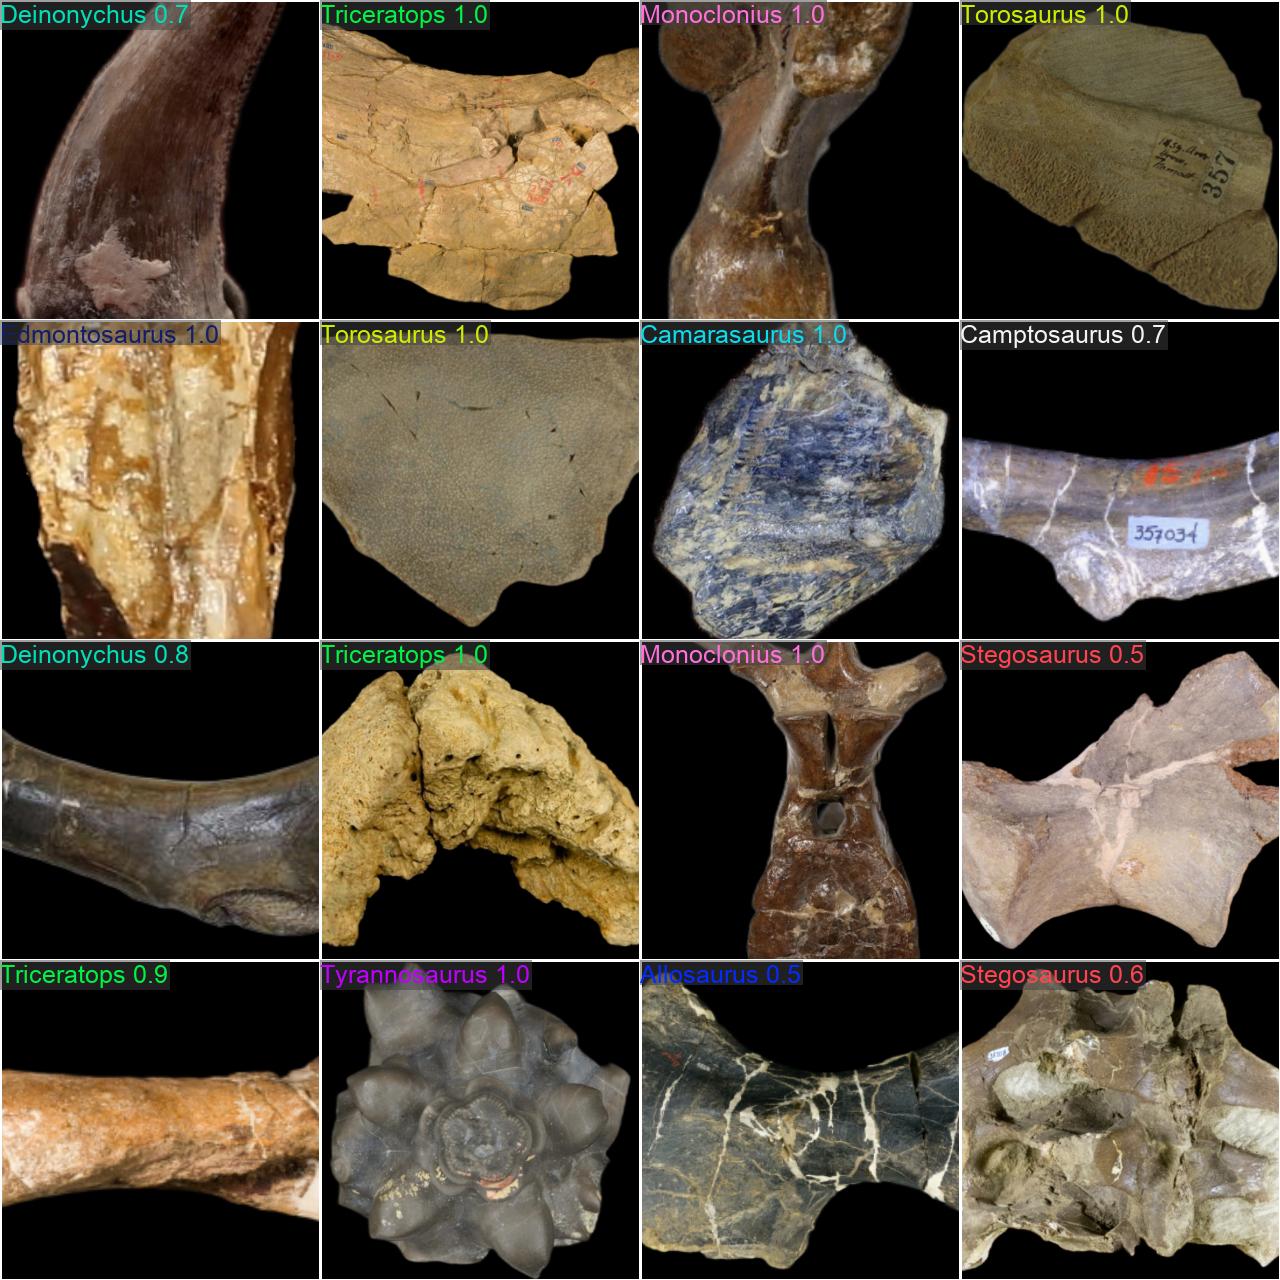 Deinonychus 0.7
Triceratops 1.0
Monoclonius 1.0
Torosaurus 1.0
357
Edmontosaurus 1.0
Torosaurus 1.0
Camarasaurus 1.0
Camptosaurus 0.7
357034
Deinonychus 0.8
Triceratops 1.0
Monoclonius 1.0
Stegosaurus 0.5
Triceratops 0.9
Tyrannosaurus 1.0
Allosaurus 0.5
Stegosaurus 0.6